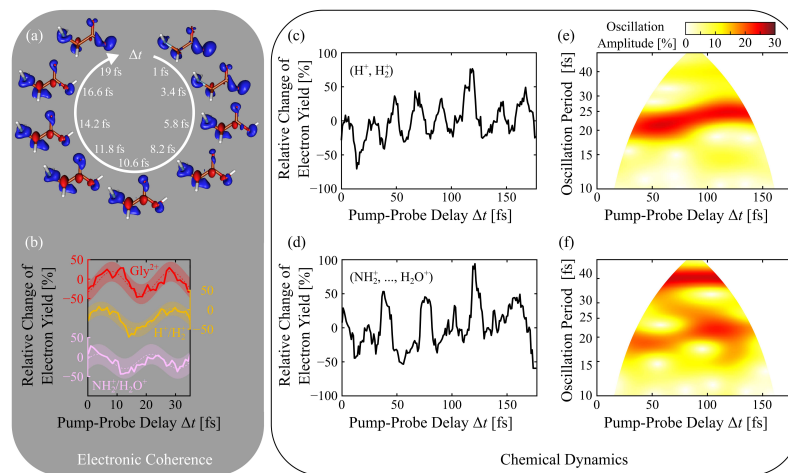 (a)
Δt
19 fs
1 fs
16.6 fs
3.4 fs
14.2 fs
5.8 fs
11.8 fs
8.2 fs
10.6 fs
(b)
Relative Change of
Electron Yield [%]
50
0
−50
Gly²⁺
50
0
−50
H⁺/H₂⁺
50
0
−50
NH₂⁺/H₂O⁺
0 10 20 30
Pump-Probe Delay Δt [fs]
Electronic Coherence
(c)
Relative Change of
Electron Yield [%]
100
50
0
−50
−100
(H⁺, H₂⁺)
0 50 100 150
Pump-Probe Delay Δt [fs]
(d)
Relative Change of
Electron Yield [%]
100
50
0
−50
−100
(NH₂⁺, ..., H₂O⁺)
0 50 100 150
Pump-Probe Delay Δt [fs]
Oscillation
Amplitude [%]
0 10 20 30
(e)
Oscillation Period [fs]
40
30
25
20
15
10
0 50 100 150
Pump-Probe Delay Δt [fs]
(f)
Oscillation Period [fs]
40
30
25
20
15
10
0 50 100 150
Pump-Probe Delay Δt [fs]
Chemical Dynamics